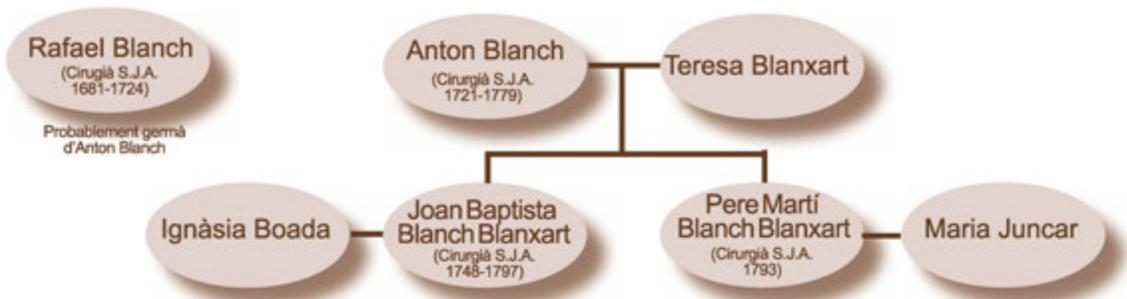 Rafael Blanch
(Cirugià S.J.A.
1681-1724)
Probablement germà
d'Anton Blanch
Anton Blanch
(Cirurgià S.J.A.
1721-1779)
Teresa Blanxart
Ignàsia Boada
Joan Baptista
Blanch Blanxart
(Cirurgià S.J.A.
1748-1797)
Pere Martí
Blanch Blanxart
(Cirurgià S.J.A.
1793)
Maria Juncar